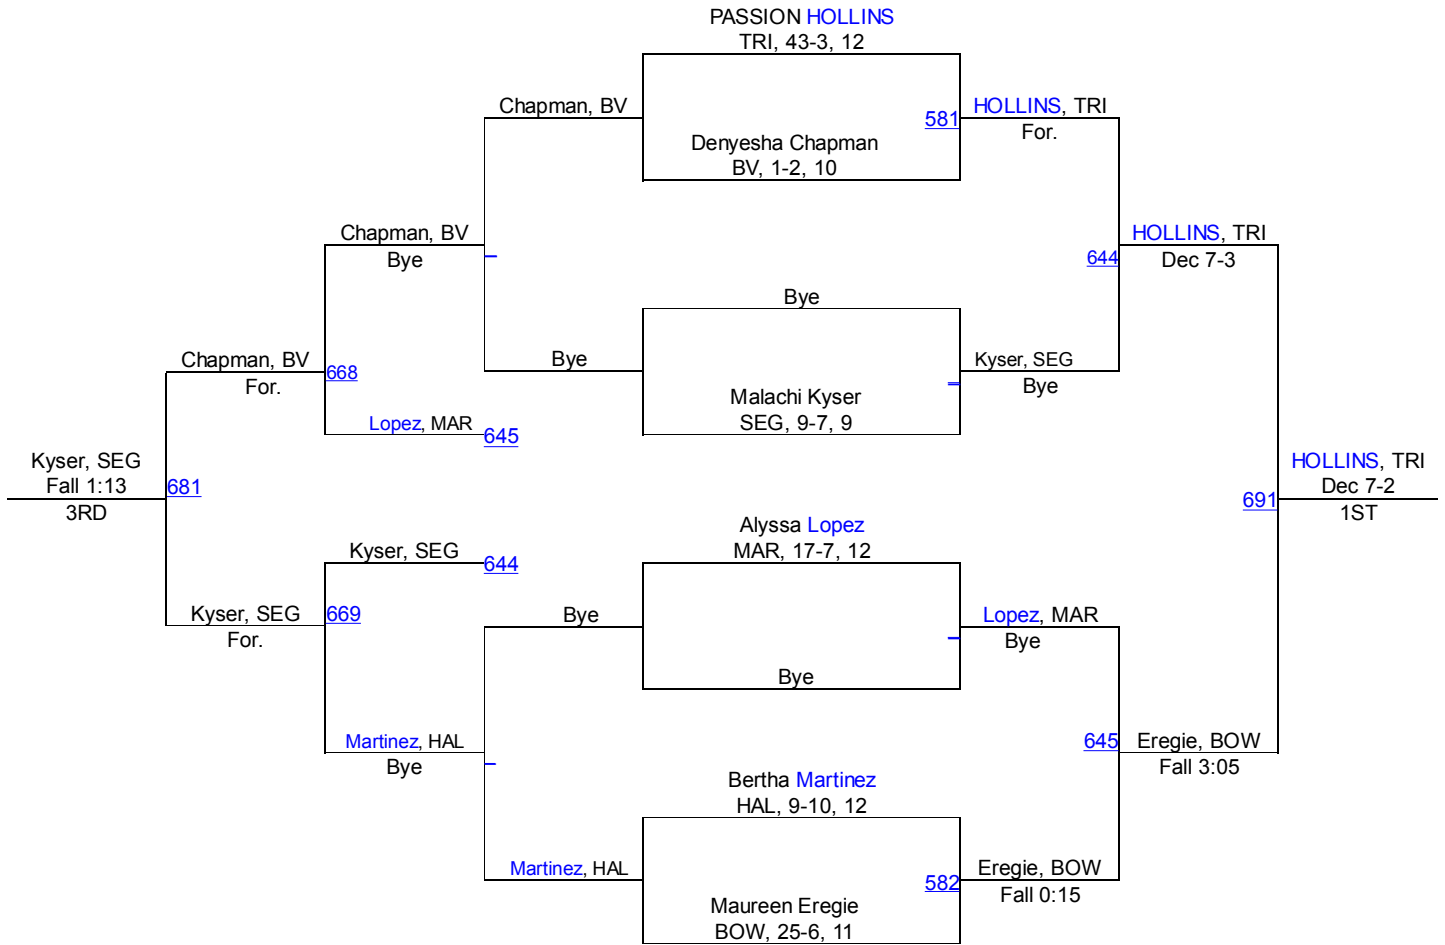 PASSION HOLLINS
TRI, 43-3, 12
Chapman, BV
581
HOLLINS, TRI
For.
Denyesha Chapman
BV, 1-2, 10
Chapman, BV
Bye
HOLLINS, TRI
644
Dec 7-3
Bye
Chapman, BV
For.
668
Bye
Kyser, SEG
Bye
Malachi Kyser
SEG, 9-7, 9
Lopez, MAR
645
Kyser, SEG
Fall 1:13
3RD
681
HOLLINS, TRI
Dec 7-2
1ST
691
Alyssa Lopez
MAR, 17-7, 12
Kyser, SEG
644
Kyser, SEG
For.
669
Bye
Lopez, MAR
Bye
Bye
Martinez, HAL
Bye
645
Eregie, BOW
Fall 3:05
Bertha Martinez
HAL, 9-10, 12
Martinez, HAL
582
Eregie, BOW
Fall 0:15
Maureen Eregie
BOW, 25-6, 11